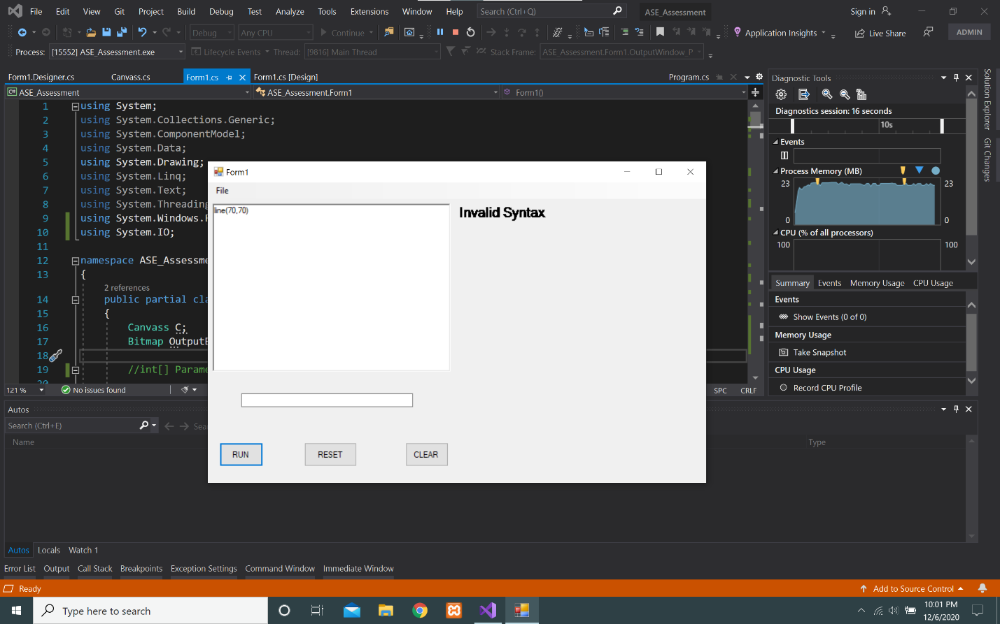 File Edit View Git Project Build Debug Test Analyze Tools Extensions Window Help Search (Ctrl+Q) ASE_Assessment Sign in
Debug Any CPU Continue Application Insights Live Share ADMIN
Process: [15552] ASE_Assessment.exe Lifecycle Events Thread: [9816] Main Thread Stack Frame: ASE_Assessment.Form1.OutputWindow_P
Form1.Designer.cs Canvass.cs Form1.cs Form1.cs [Design] Program.cs
ASE_Assessment ASE_Assessment.Form1 Form1()
1 using System;
2 using System.Collections.Generic;
3 using System.ComponentModel;
4 using System.Data;
5 using System.Drawing;
6 using System.Linq;
7 using System.Text;
8 using System.Threading
9 using System.Windows.F
10 using System.IO;
11
12 namespace ASE_Assessme
13 {
2 references
14 public partial cla
15 {
16 Canvass C;
17 Bitmap OutputB
18
19 //int[] Parame
20
121 % No issues found SPC CRLF
Form1
File
line(70,70)
Invalid Syntax
RUN RESET CLEAR
Diagnostic Tools
Diagnostics session: 16 seconds
10s
Events
Process Memory (MB)
23 23
0 0
CPU (% of all processors)
100 100
Summary Events Memory Usage CPU Usage
Events
Show Events (0 of 0)
Memory Usage
Take Snapshot
CPU Usage
Record CPU Profile
Solution Explorer
Git Changes
Autos
Search (Ctrl+E) Sea
Name Type
Autos Locals Watch 1
Error List Output Call Stack Breakpoints Exception Settings Command Window Immediate Window
Ready Add to Source Control
Type here to search
10:01 PM
12/6/2020